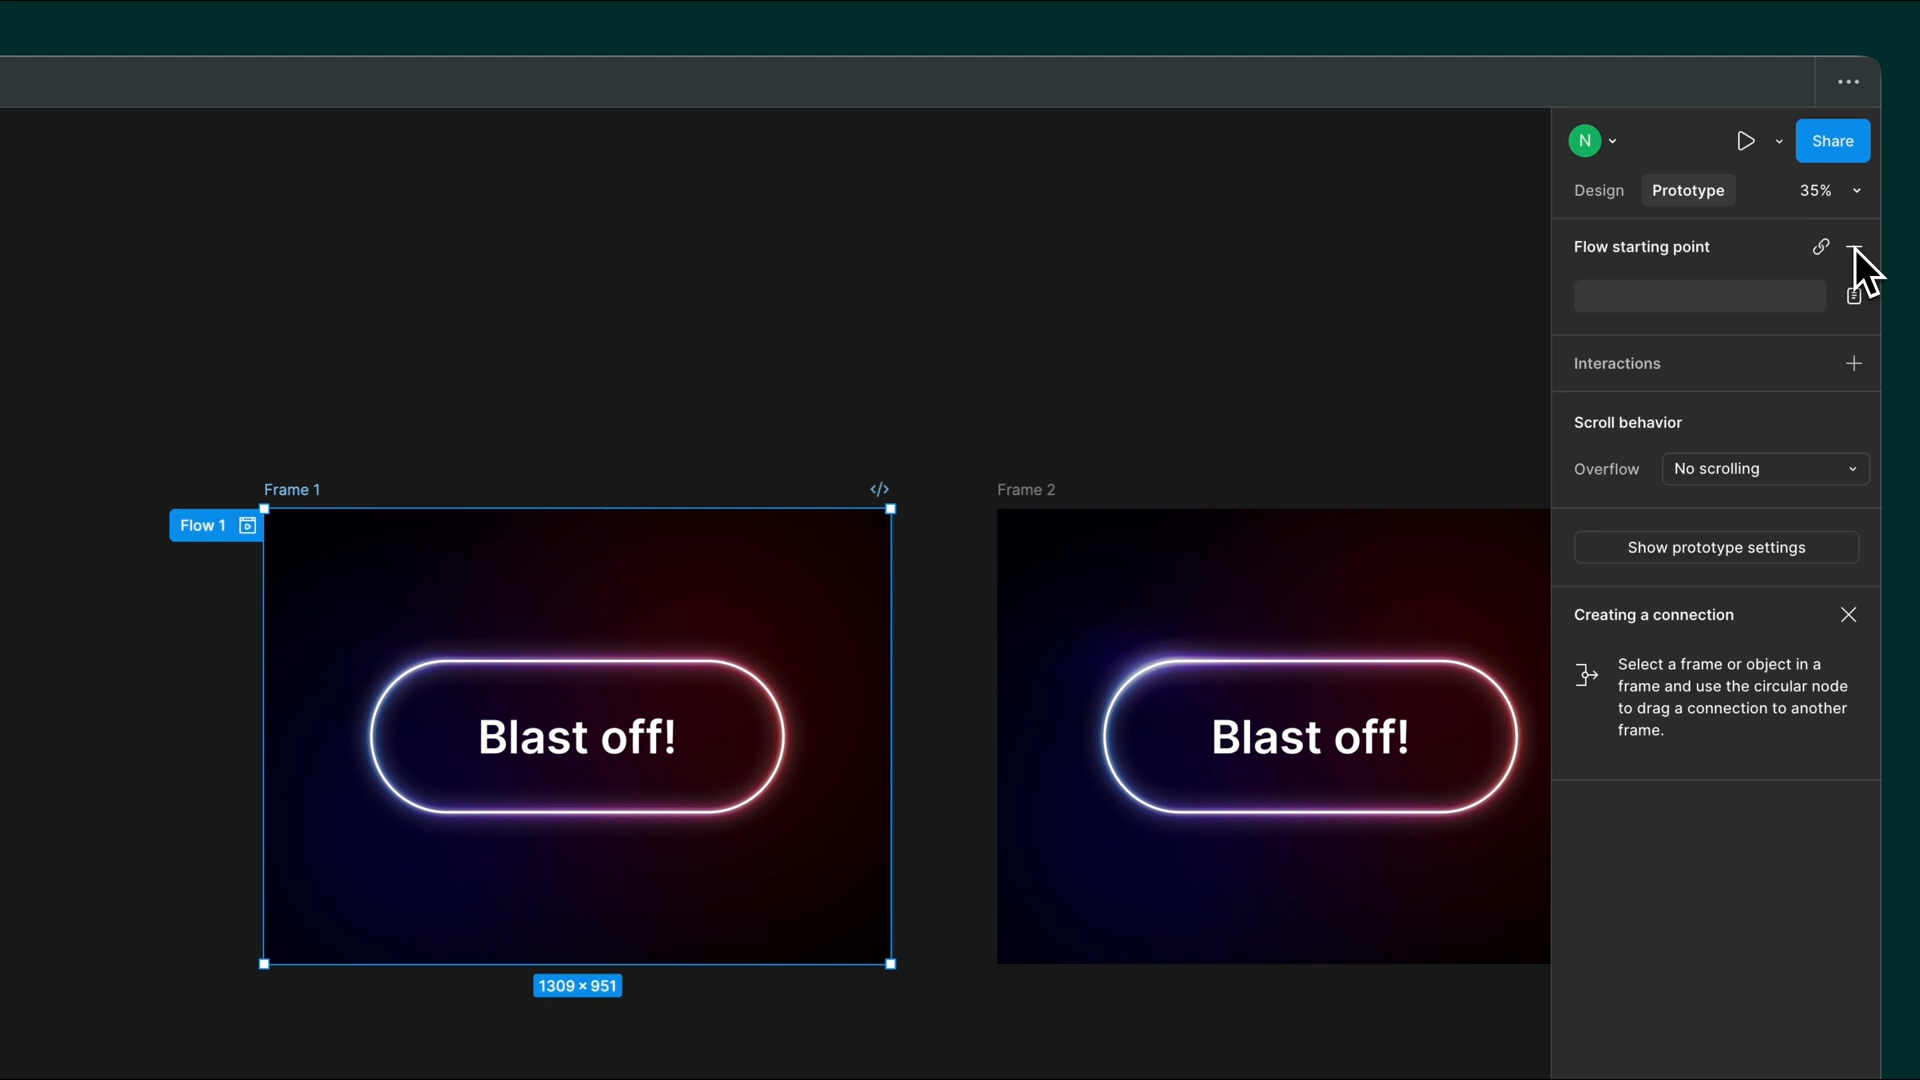 N
Share
Design Prototype 35%
Flow starting point
Interactions
Scroll behavior
Overflow No scrolling
Frame 1 </>
Frame 2
Flow 1
Show prototype settings
Creating a connection
Select a frame or object in a
frame and use the circular node
to drag a connection to another
frame.
Blast off!
Blast off!
1309 × 951